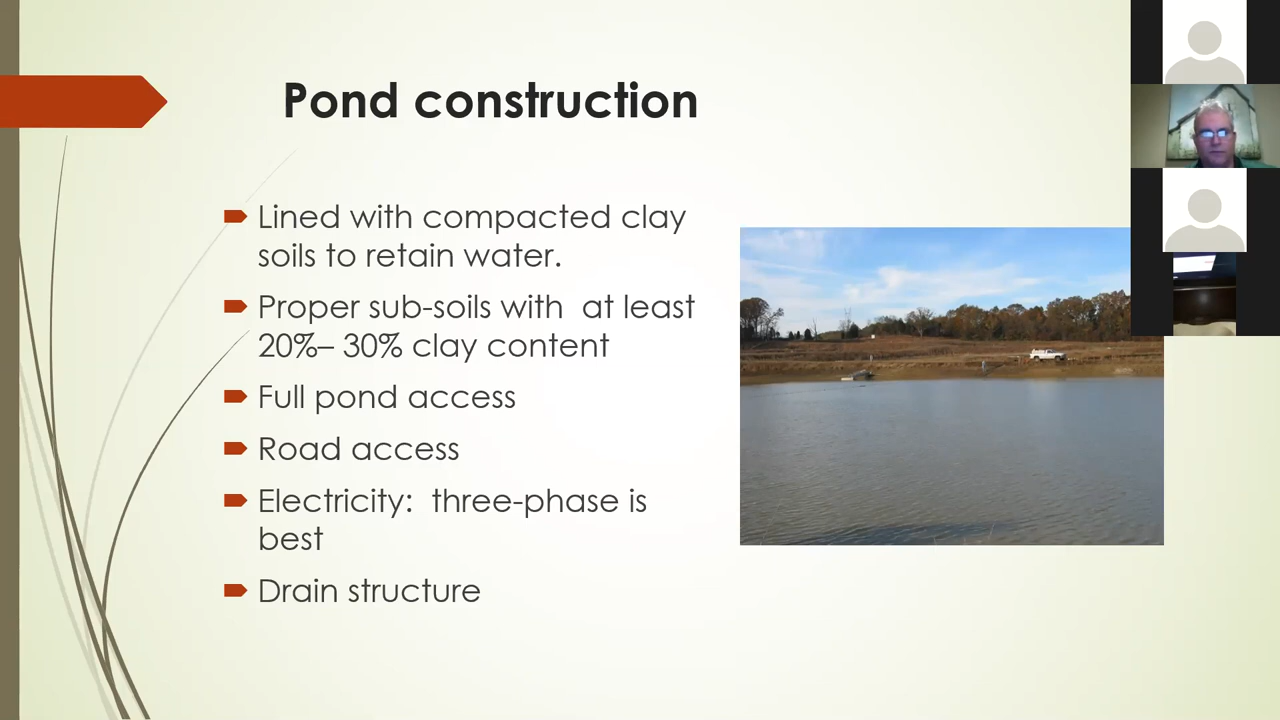 Pond construction
Lined with compacted clay
soils to retain water.
Proper sub-soils with  at least
20%– 30% clay content
Full pond access
Road access
Electricity:  three-phase is
best
Drain structure